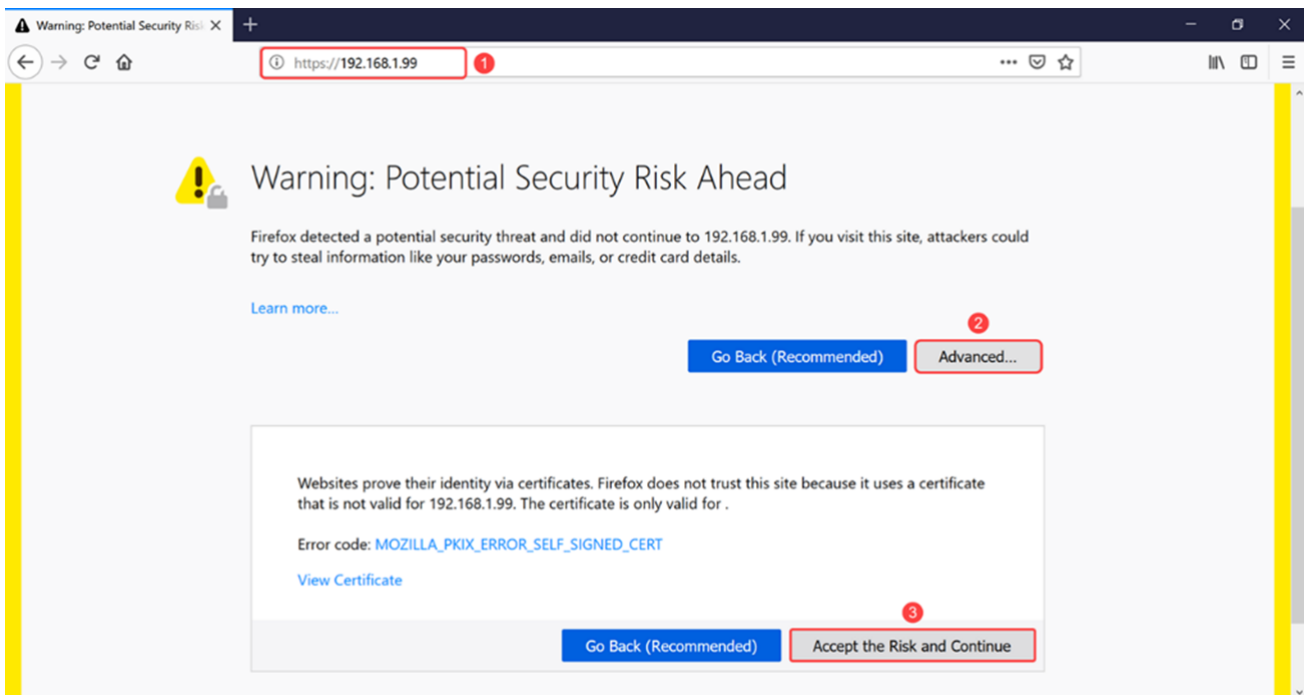 Warning: Potential Security Ris
https://192.168.1.99
1
Warning: Potential Security Risk Ahead
Firefox detected a potential security threat and did not continue to 192.168.1.99. If you visit this site, attackers could
try to steal information like your passwords, emails, or credit card details.
Learn more...
2
Go Back (Recommended)
Advanced...
Websites prove their identity via certificates. Firefox does not trust this site because it uses a certificate
that is not valid for 192.168.1.99. The certificate is only valid for .
Error code: MOZILLA_PKIX_ERROR_SELF_SIGNED_CERT
View Certificate
3
Go Back (Recommended)
Accept the Risk and Continue